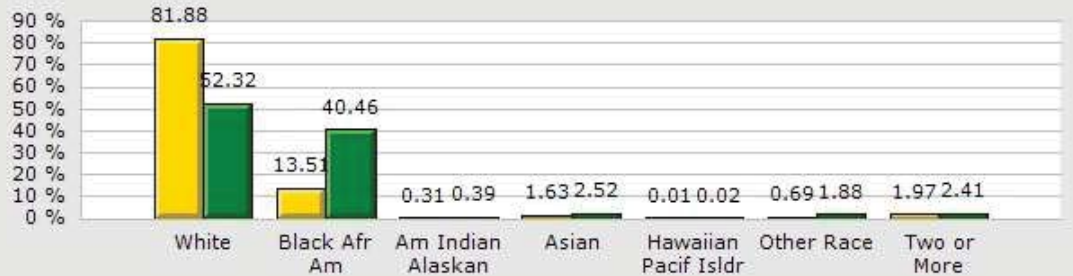 90 %
80 %
70 %
60 %
50 %
40 %
30 %
20 %
10 %
0 %
81.88
52.32
13.51
40.46
0.31 0.39
1.63 2.52
0.01 0.02
0.69 1.88
1.97 2.41
White
Black Afr
Am
Am Indian
Alaskan
Asian
Hawaiian
Pacif Isldr
Other Race
Two or
More